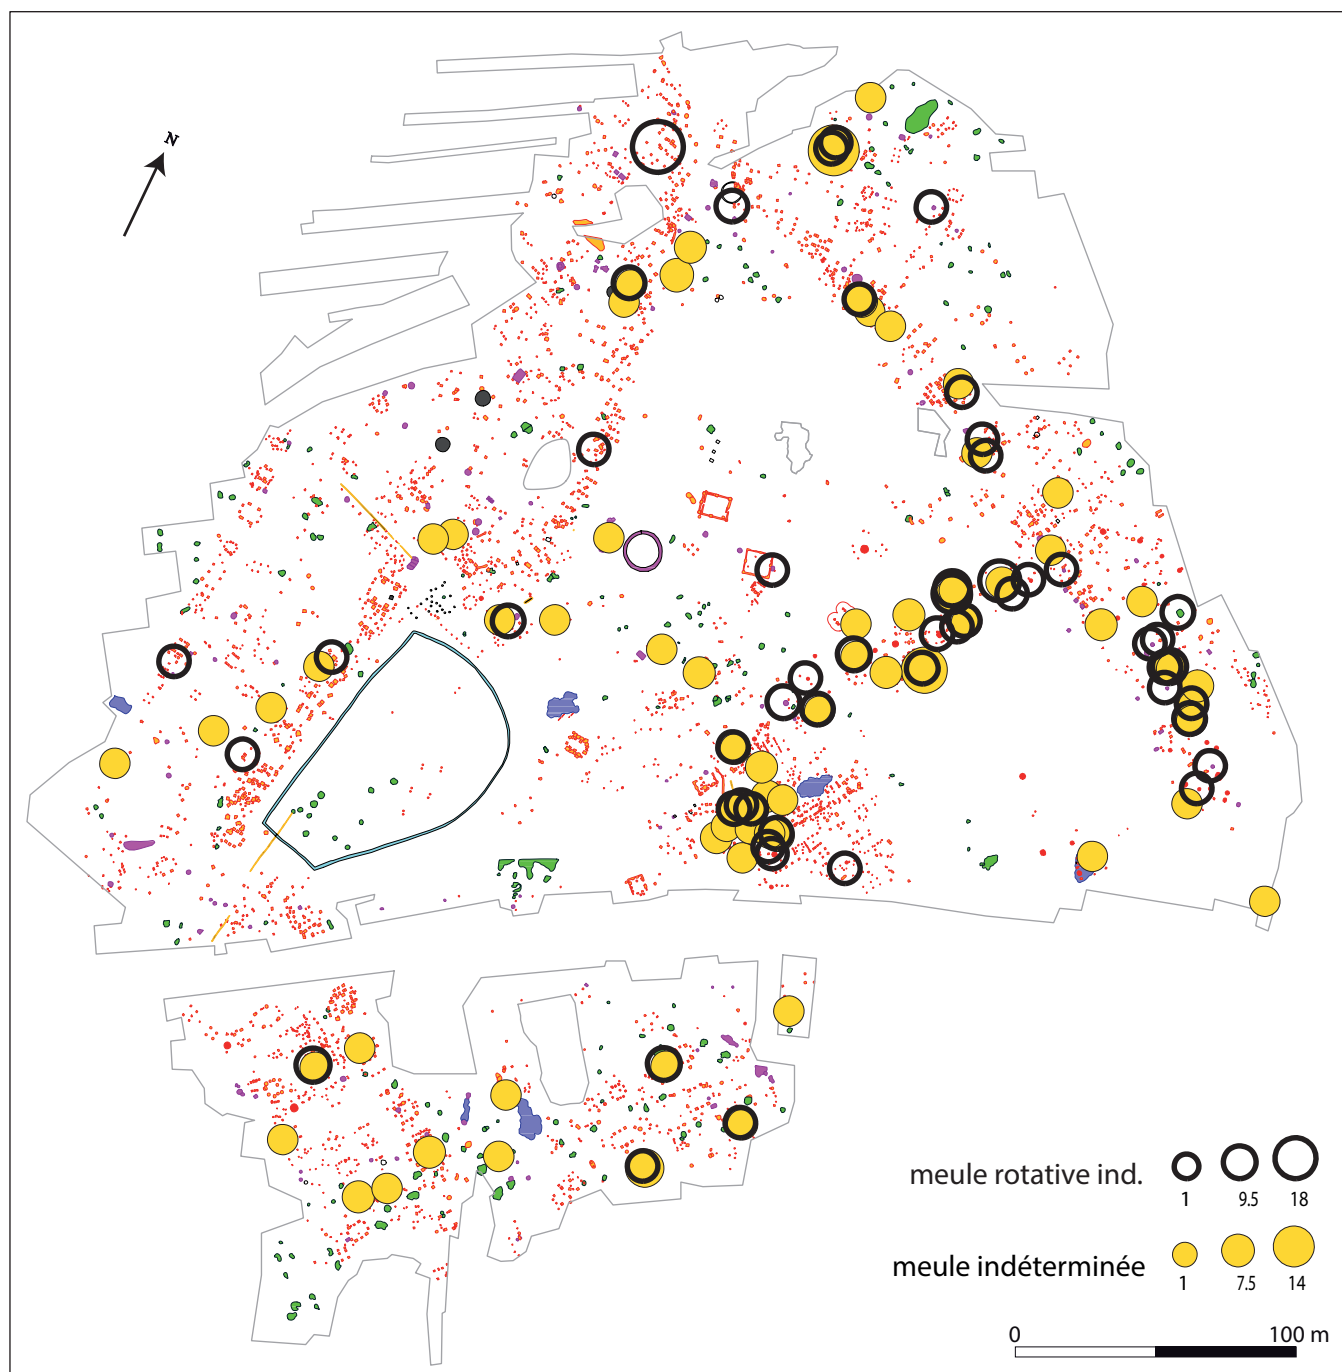 N
meule rotative ind.
1 9.5 18
meule indéterminée
1 7.5 14
0 100 m